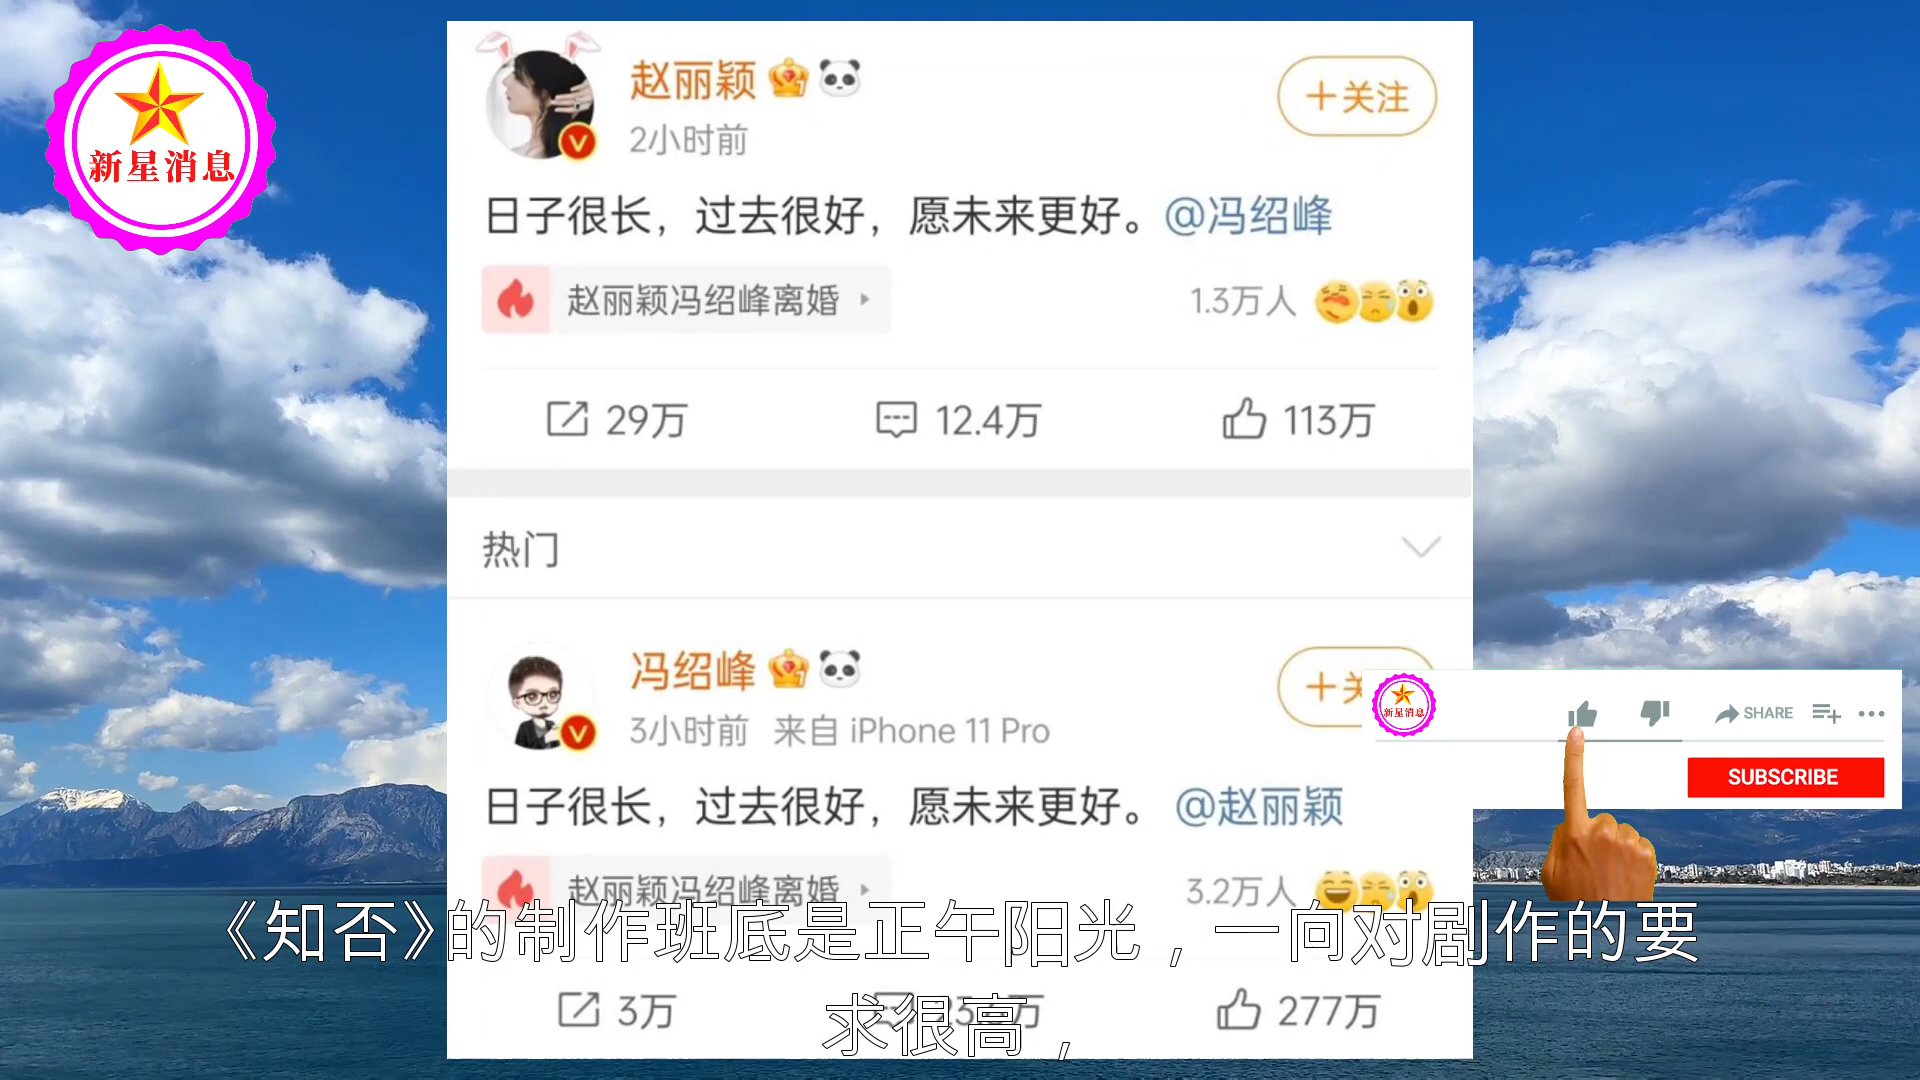 新星消息
赵丽颖
2小时前
+关注
日子很长，过去很好，愿未来更好。@冯绍峰
赵丽颖冯绍峰离婚
1.3万人
29万
12.4万
113万
热门
冯绍峰
3小时前 来自 iPhone 11 Pro
日子很长，过去很好，愿未来更好。 @赵丽颖
赵丽颖冯绍峰离婚
3.2万人
3万
277万
新星消息
SHARE
SUBSCRIBE
《知否》的制作班底是正午阳光，一向对剧作的要
求很高，